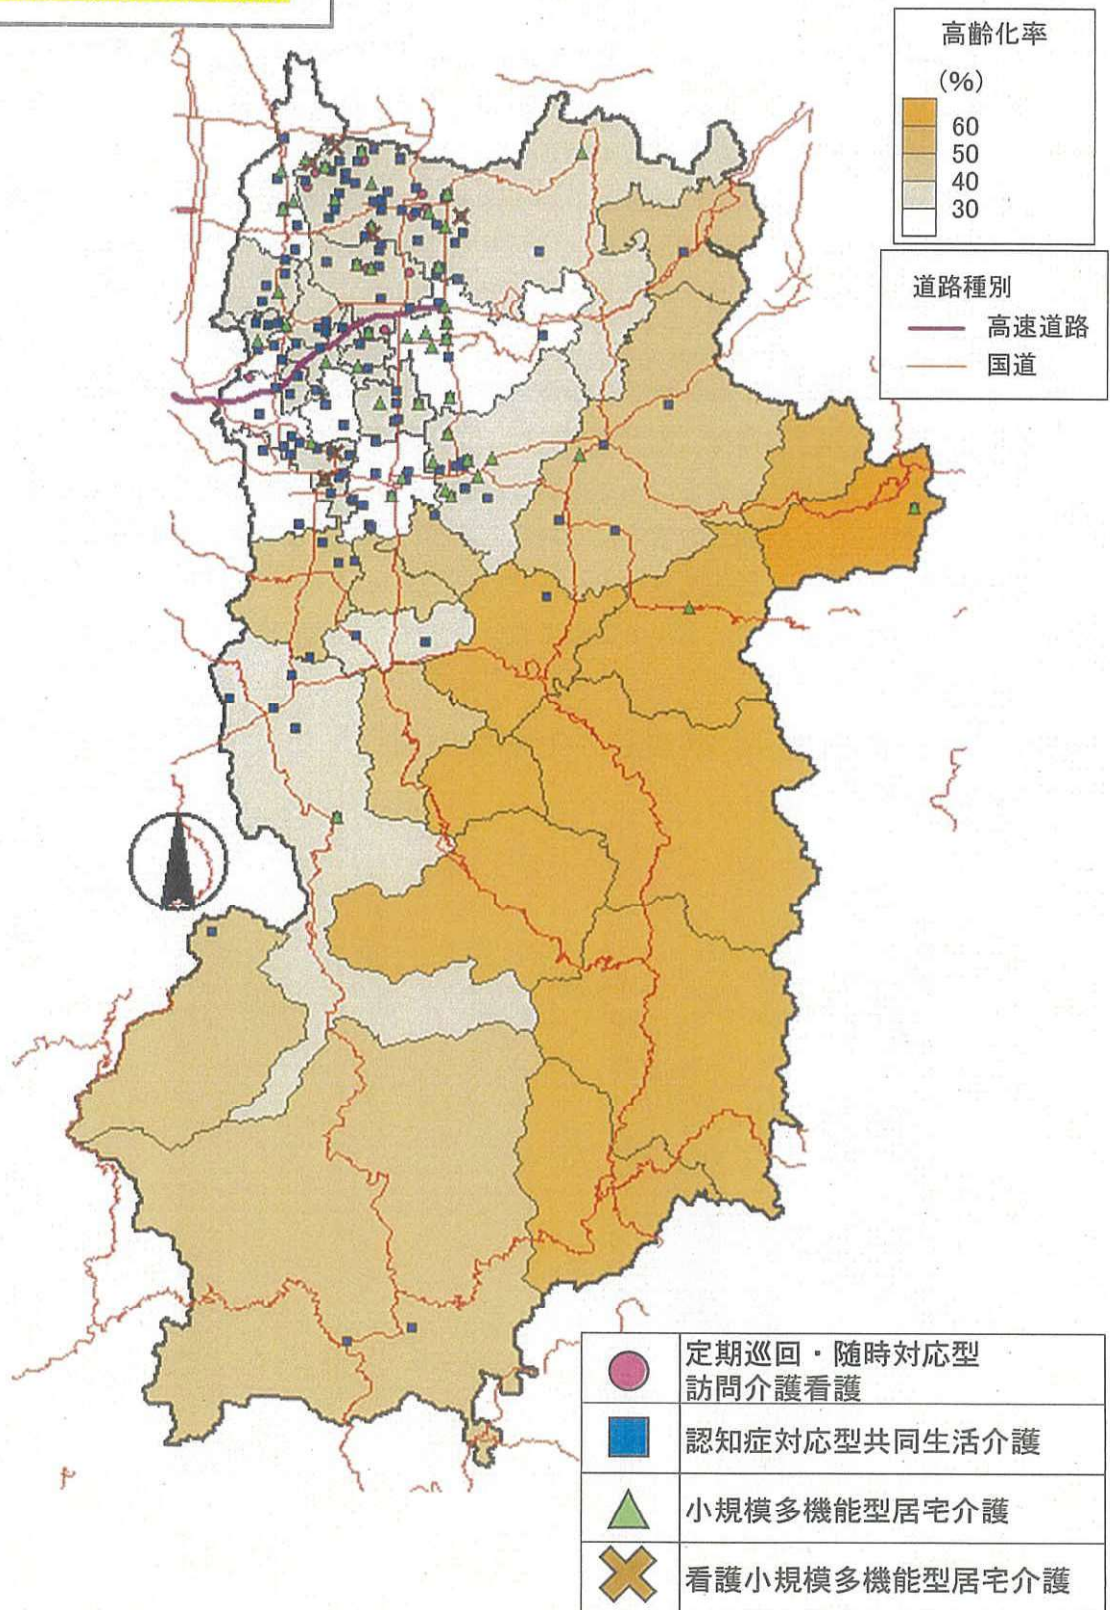 高齢化率
(%)
60
50
40
30
道路種別
高速道路
国道
定期巡回・随時対応型
訪問介護看護
認知症対応型共同生活介護
小規模多機能型居宅介護
看護小規模多機能型居宅介護